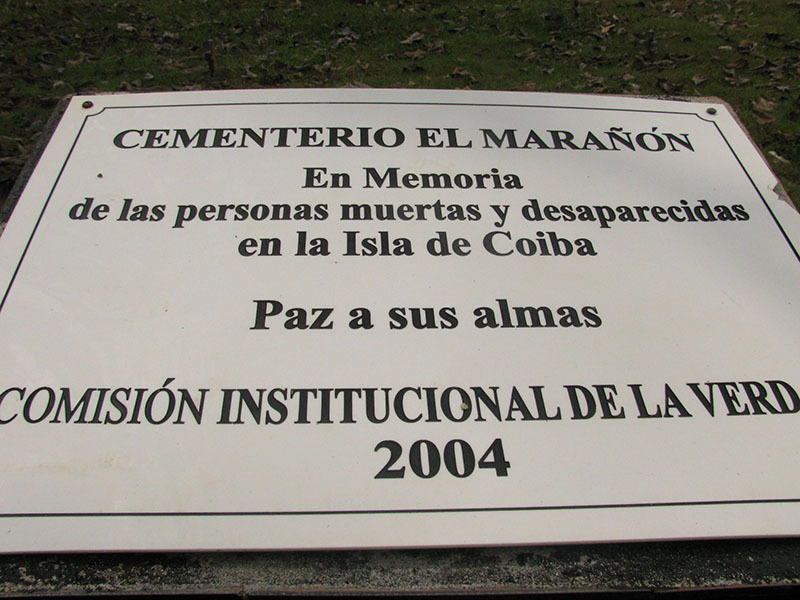 CEMENTERIO EL MARAÑÓN
En Memoria
de las personas muertas y desaparecidas
en la Isla de Coiba
Paz a sus almas
COMISIÓN INSTITUCIONAL DE LA VERD
2004